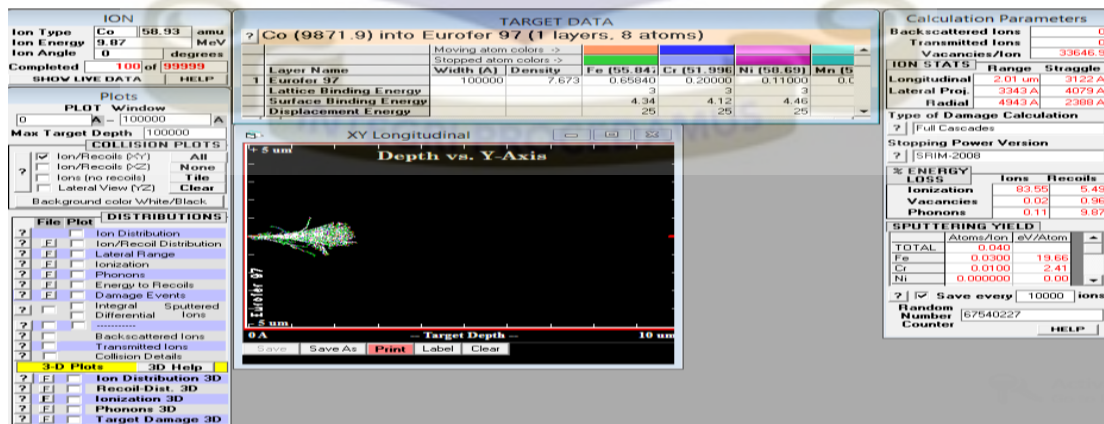 ION
Ion Type Co 58.93 amu
Ion Energy 9.87 MeV
Ion Angle 0 degrees
Completed 100 of 99999
SHOW LIVE DATA HELP
Plots
PLOT Window
0 A - 100000 A
Max Target Depth 100000
COLLISION PLOTS
Ion/Recoils (XY) All
? Ion/Recoils (XZ) None
Ions (no recoils) Tile
Lateral View (YZ) Clear
Background color White/Black
File Plot DISTRIBUTIONS
? Ion Distribution
? F Ion/Recoil Distribution
? F Lateral Range
? F Ionization
? F Phonons
? F Energy to Recoils
? F Damage Events
? Integral Sputtered
Differential Ions
? ----------
? Backscattered Ions
? Transmitted Ions
? Collision Details
3-D Plots 3D Help
? F Ion Distribution 3D
? F Recoil-Dist. 3D
? F Ionization 3D
? F Phonons 3D
? F Target Damage 3D
TARGET DATA
? Co (9871.9) into Eurofer 97 (1 layers, 8 atoms)
Moving atom colors ->
Stopped atom colors ->
Layer Name Width (A) Density Fe (55.84) Cr (51.996 Ni (58.69) Mn (5
1 Eurofer 97 100000 7.673 0.65840 0.20000 0.11000 0.0
Lattice Binding Energy 3 3 3
Surface Binding Energy 4.34 4.12 4.46
Displacement Energy 25 25 25
XY Longitudinal
+ 5 um
Depth vs. Y-Axis
Eurofer 97
- 5 um
0 A -- Target Depth -- 10 um
Save Save As Print Label Clear
Calculation Parameters
Backscattered Ions 0
Transmitted Ions 0
Vacancies/Ion 33646.9
ION STATS Range Straggle
Longitudinal 2.01 um 3122 A
Lateral Proj. 3343 A 4079 A
Radial 4943 A 2388 A
Type of Damage Calculation
? Full Cascades
Stopping Power Version
? SRIM-2008
% ENERGY LOSS Ions Recoils
Ionization 83.55 5.49
Vacancies 0.02 0.96
Phonons 0.11 9.87
SPUTTERING YIELD
Atoms/Ion eV/Atom
TOTAL 0.040
Fe 0.0300 19.66
Cr 0.0100 2.41
Ni 0.000000 0.00
? Save every 10000 ions
Random
Number 67540227
Counter
HELP